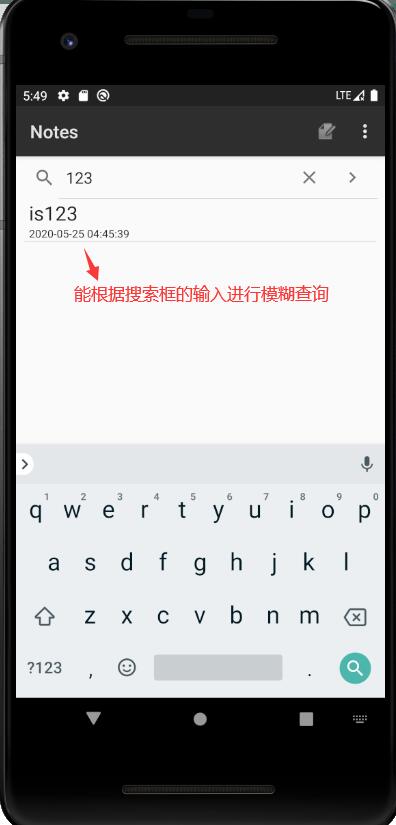 5:49 LTE
Notes
123
is123
2020-05-25 04:45:39
能根据搜索框的输入进行模糊查询
1 2 3 4 5 6 7 8 9 0
q w e r t y u i o p
a s d f g h j k l
z x c v b n m
?123 , .